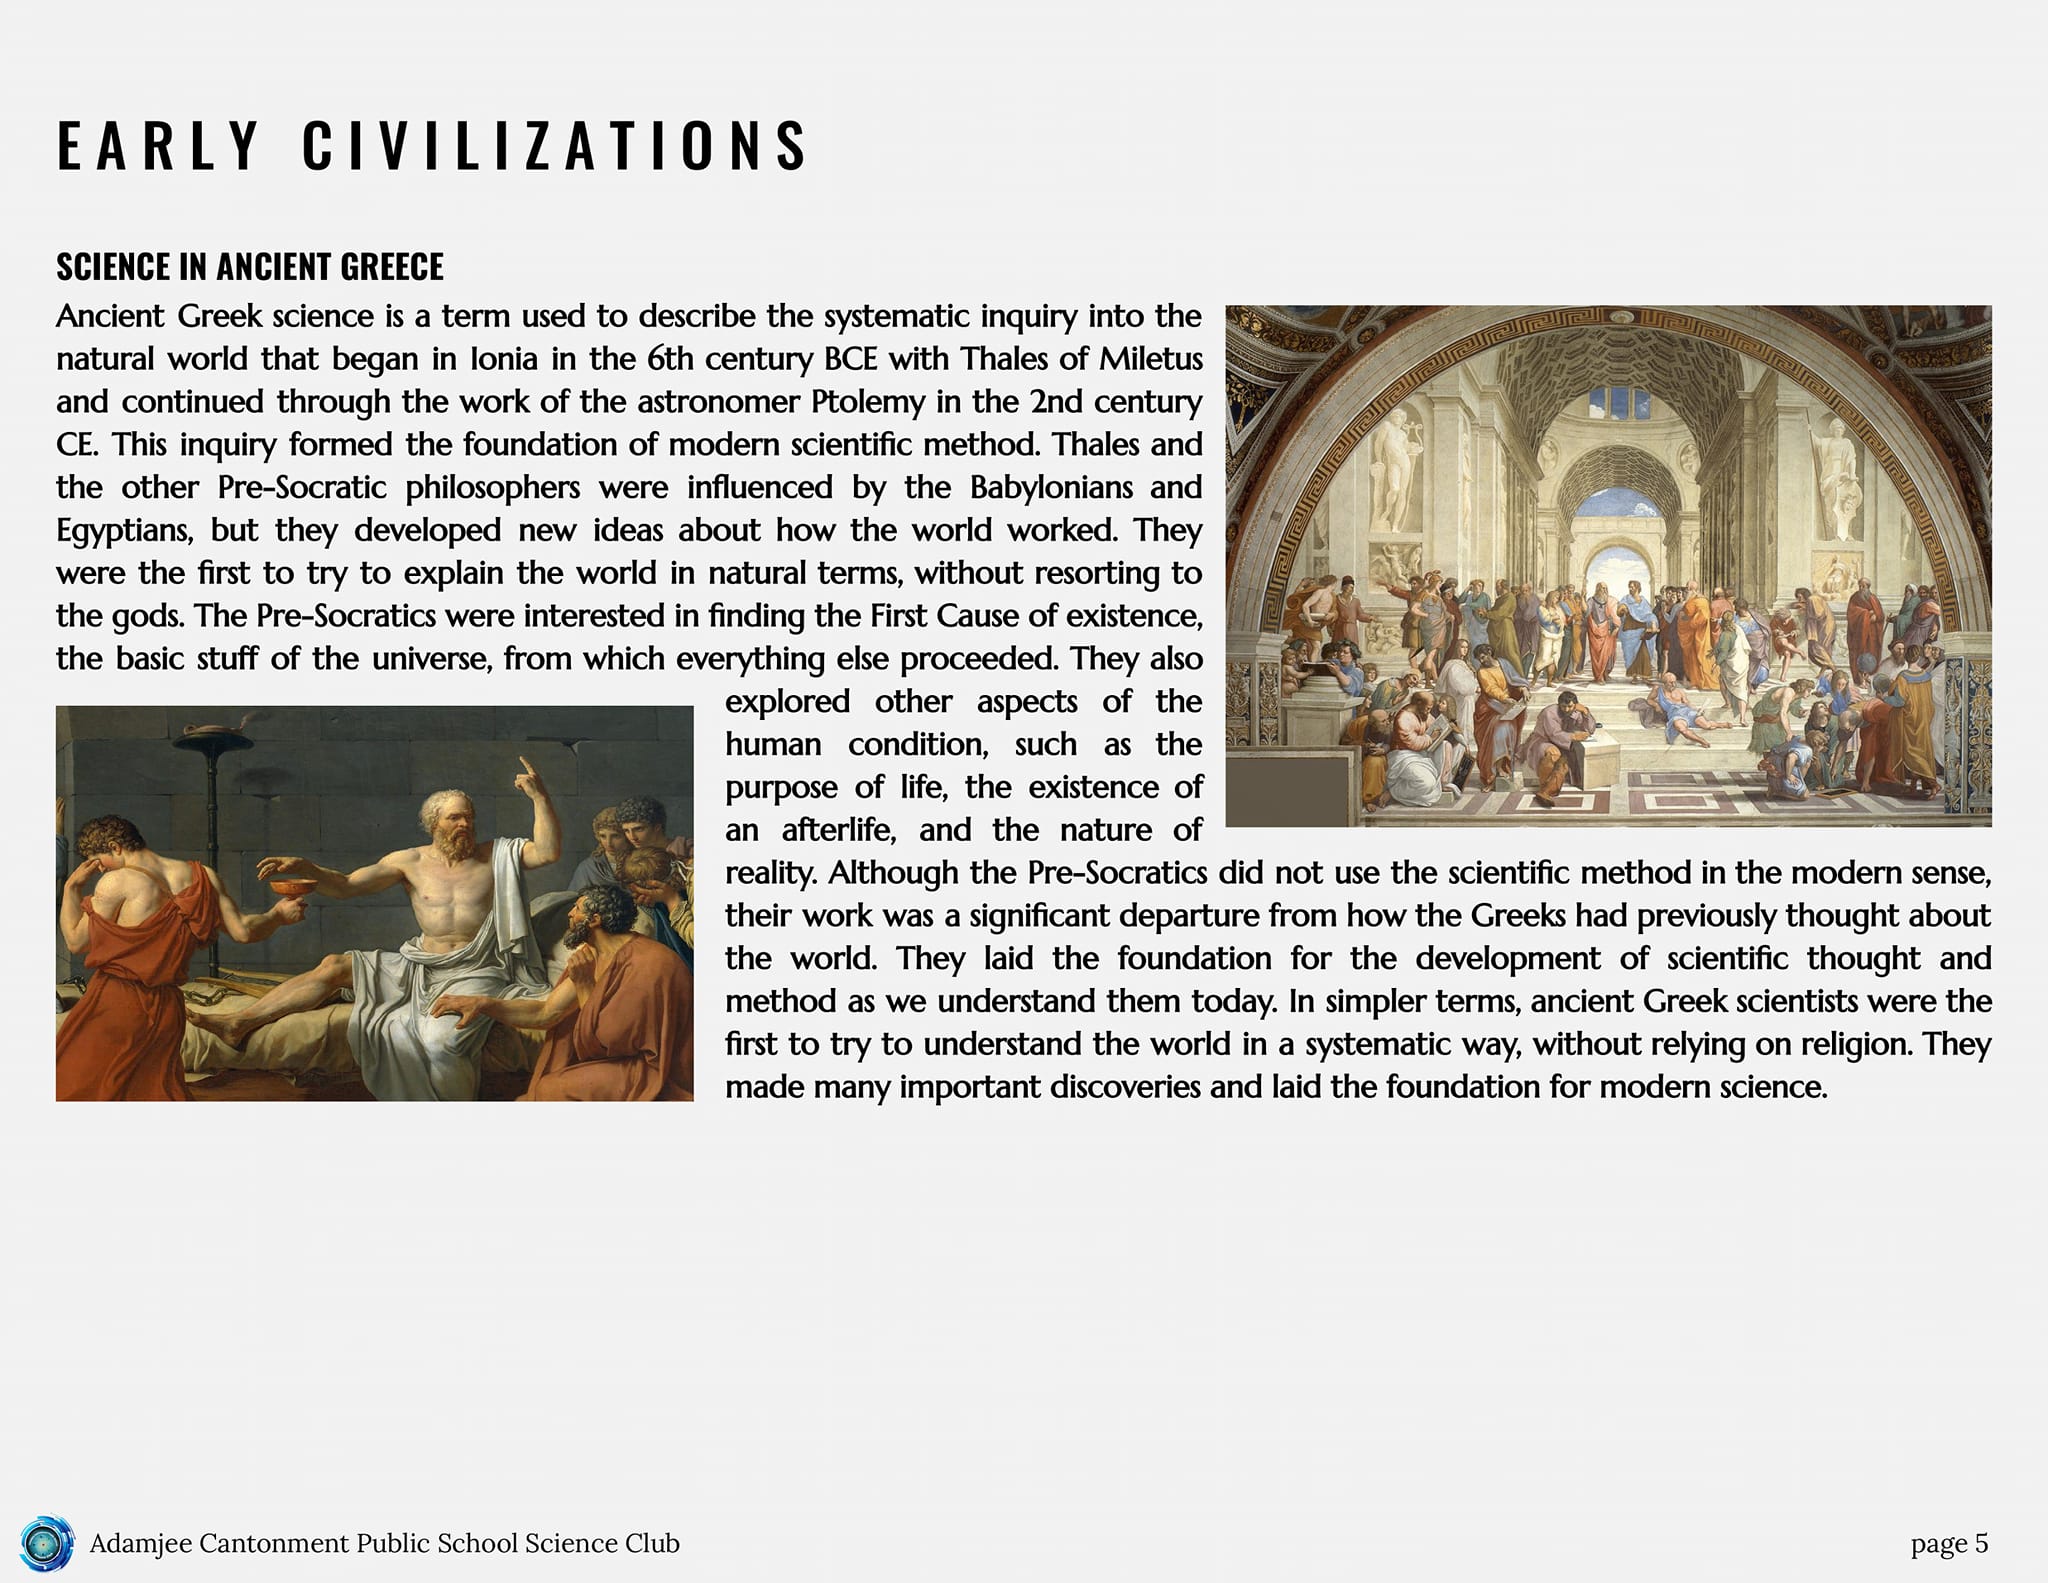 EARLY CIVILIZATIONS
SCIENCE IN ANCIENT GREECE
Ancient Greek science is a term used to describe the systematic inquiry into the
natural world that began in Ionia in the 6th century BCE with Thales of Miletus
and continued through the work of the astronomer Ptolemy in the 2nd century
CE. This inquiry formed the foundation of modern scientific method. Thales and
the other Pre-Socratic philosophers were influenced by the Babylonians and
Egyptians, but they developed new ideas about how the world worked. They
were the first to try to explain the world in natural terms, without resorting to
the gods. The Pre-Socratics were interested in finding the First Cause of existence,
the basic stuff of the universe, from which everything else proceeded. They also
explored other aspects of the
human condition, such as the
purpose of life, the existence of
an afterlife, and the nature of
reality. Although the Pre-Socratics did not use the scientific method in the modern sense,
their work was a significant departure from how the Greeks had previously thought about
the world. They laid the foundation for the development of scientific thought and
method as we understand them today. In simpler terms, ancient Greek scientists were the
first to try to understand the world in a systematic way, without relying on religion. They
made many important discoveries and laid the foundation for modern science.
Adamjee Cantonment Public School Science Club
page 5